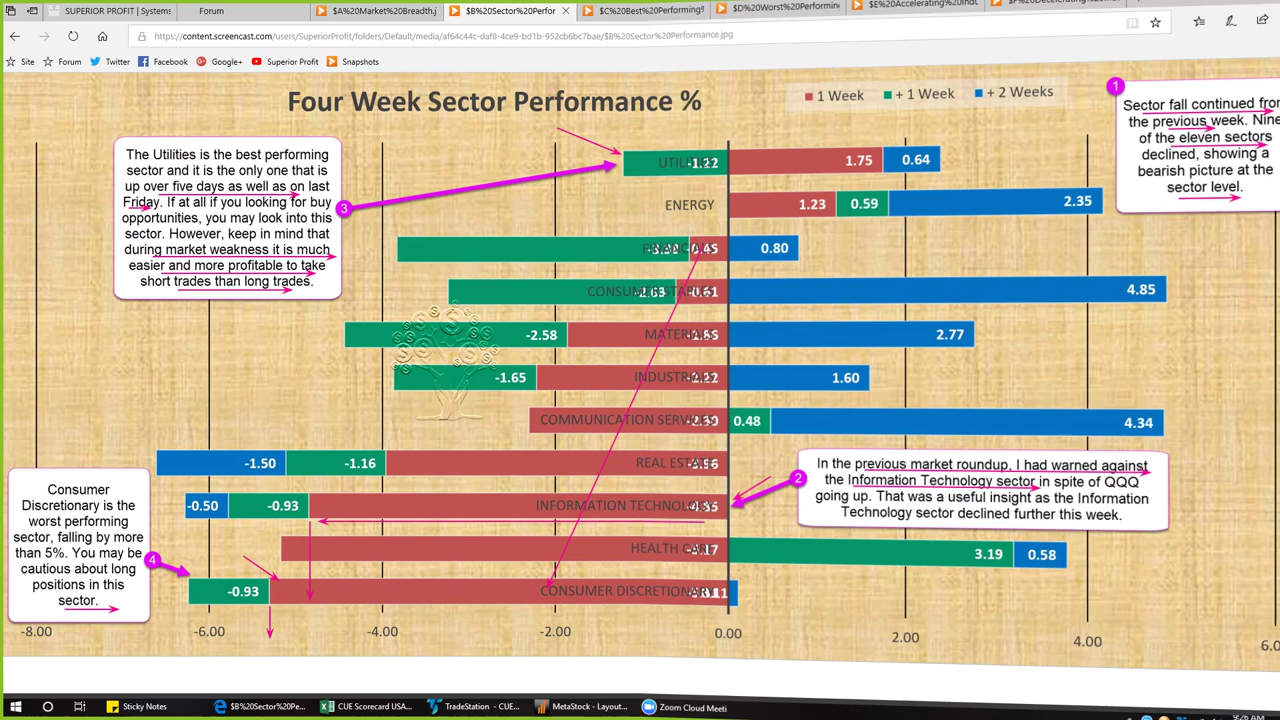 SUPERIOR PROFIT | Systems
Forum
$A%20Market%20Breadth.j
$B%20Sector%20Perfor
$C%20Best%20Performing%
$D%20Worst%20Performin
https://content.screencast.com/users/SuperiorProfit/folders/Default/media/af64c44c-daf8-4ce9-bd1b-952cb6bc7bae/$B%20Sector%20Performance.jpg
Site
Forum
Twitter
Facebook
Google+
Superior Profit
Snapshots
Four Week Sector Performance %
1 Week
+ 1 Week
+ 2 Weeks
1
Sector fall continued from
the previous week. Nine
of the eleven sectors
declined, showing a
bearish picture at the
sector level.
The Utilities is the best performing
sector and it is the only one that is
up over five days as well as on last
Friday. If at all if you looking for buy
opportunities, you may look into this
sector. However, keep in mind that
during market weakness it is much
easier and more profitable to take
short trades than long trades.
3
1.75
0.64
ENERGY
1.23
0.59
2.35
0.80
4.85
-2.58
2.77
-1.65
1.60
COMMUNICATION SERVICES
0.48
4.34
-1.50
-1.16
REAL ESTATE
-0.50
-0.93
INFORMATION TECHNOLOGY
2
In the previous market roundup, I had warned against
the Information Technology sector in spite of QQQ
going up. That was a useful insight as the Information
Technology sector declined further this week.
HEALTH CARE
3.19
0.58
Consumer
Discretionary is the
worst performing
sector, falling by more
than 5%. You may be
cautious about long
positions in this
sector.
4
-0.93
CONSUMER DISCRETIONARY
-8.00
-6.00
-4.00
-2.00
0.00
2.00
4.00
Sticky Notes
$B%20Sector%20Pe...
CUE Scorecard USA...
TradeStation - CUE...
MetaStock - Layout...
Zoom Cloud Meeti